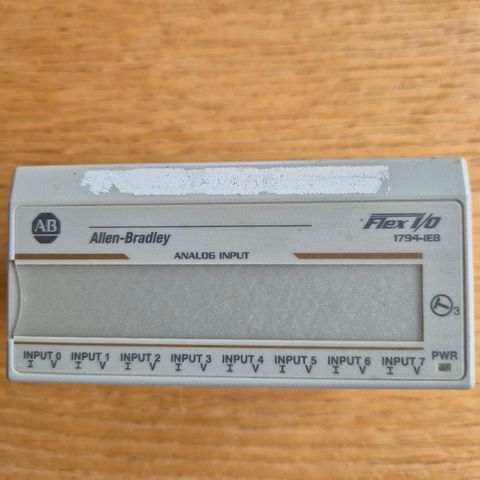 AB
Allen-Bradley
Flex I/O
1794-IE8
ANALOG INPUT
3
INPUT 0 INPUT 1 INPUT 2 INPUT 3 INPUT 4 INPUT 5 INPUT 6 INPUT 7 PWR
I V I V I V I V I V I V I V I V